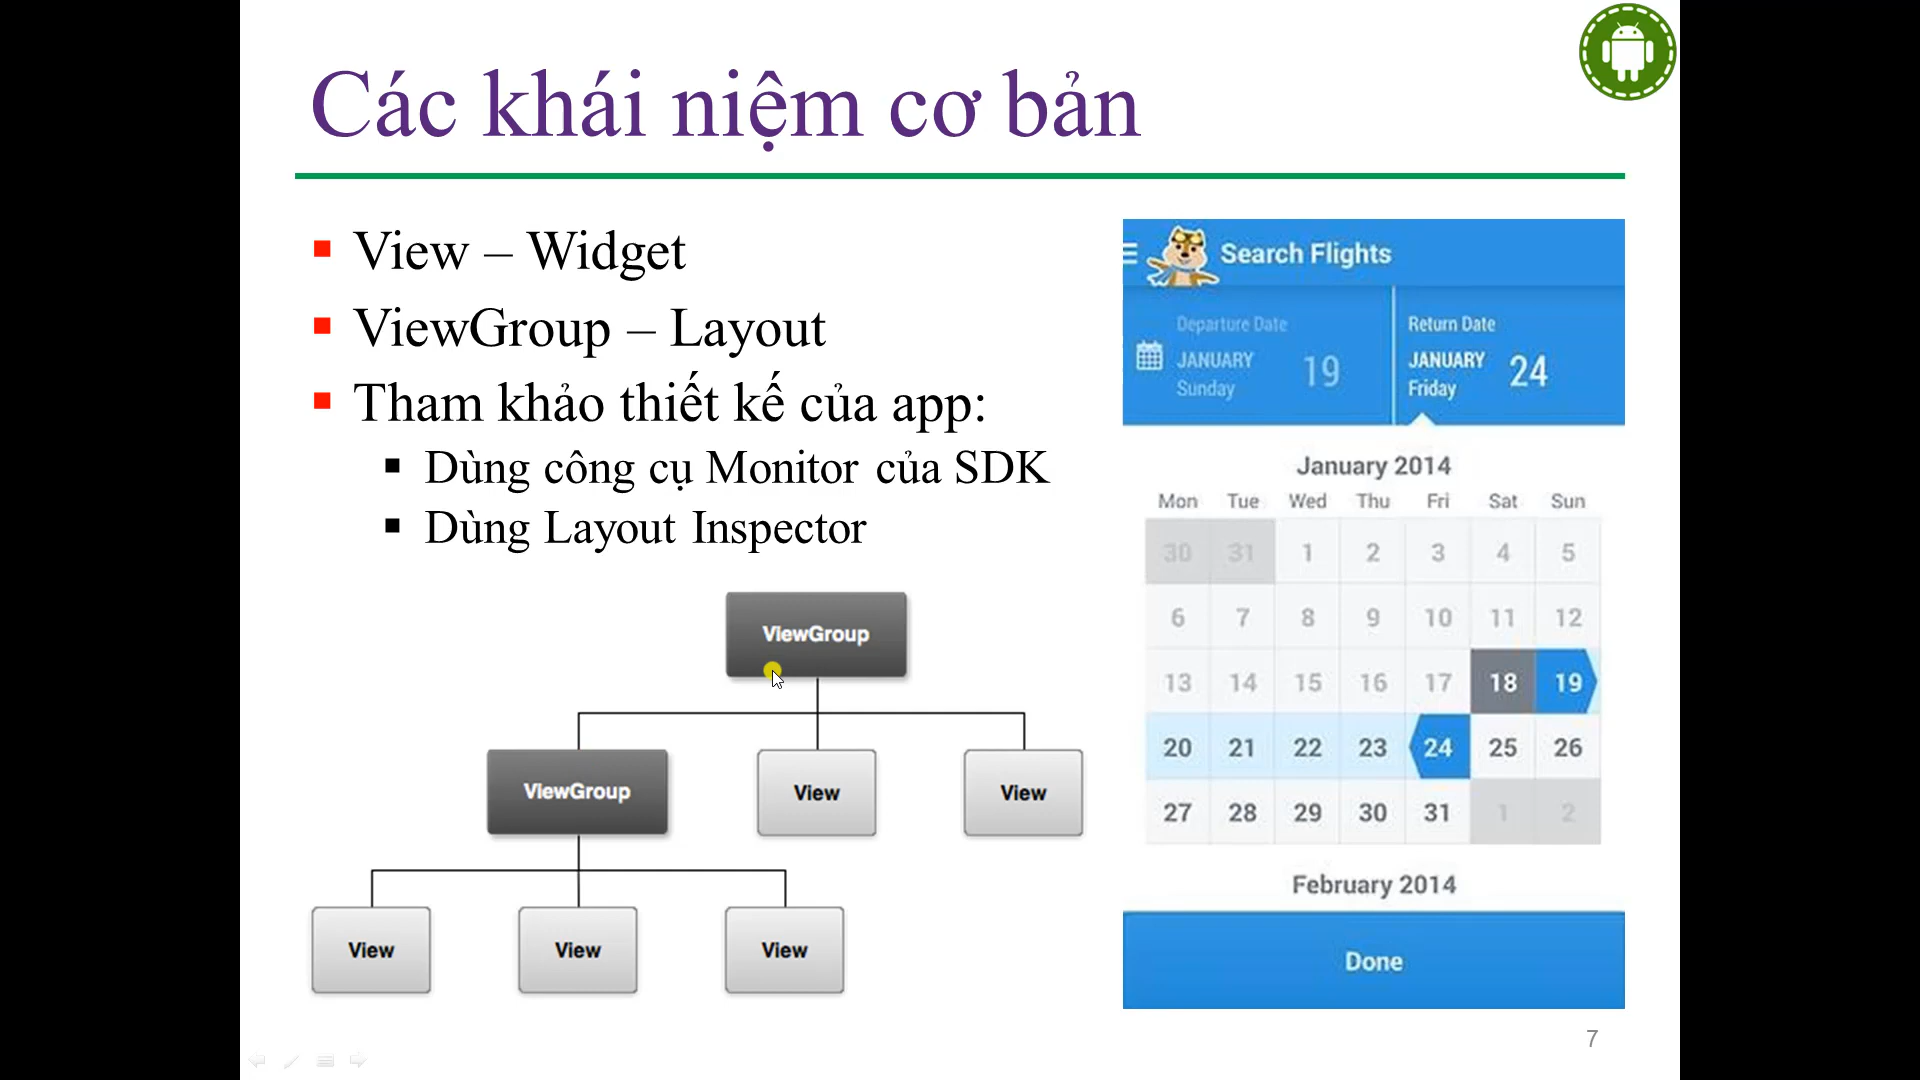 Các khái niệm cơ bản
View – Widget
ViewGroup – Layout
Tham khảo thiết kế của app:
Dùng công cụ Monitor của SDK
Dùng Layout Inspector
ViewGroup
ViewGroup View View
View View View
Search Flights
Departure Date
JANUARY 19
Sunday
Return Date
JANUARY 24
Friday
January 2014
Mon Tue Wed Thu Fri Sat Sun
30 31 1 2 3 4 5
6 7 8 9 10 11 12
13 14 15 16 17 18 19
20 21 22 23 24 25 26
27 28 29 30 31 1 2
February 2014
Done
7